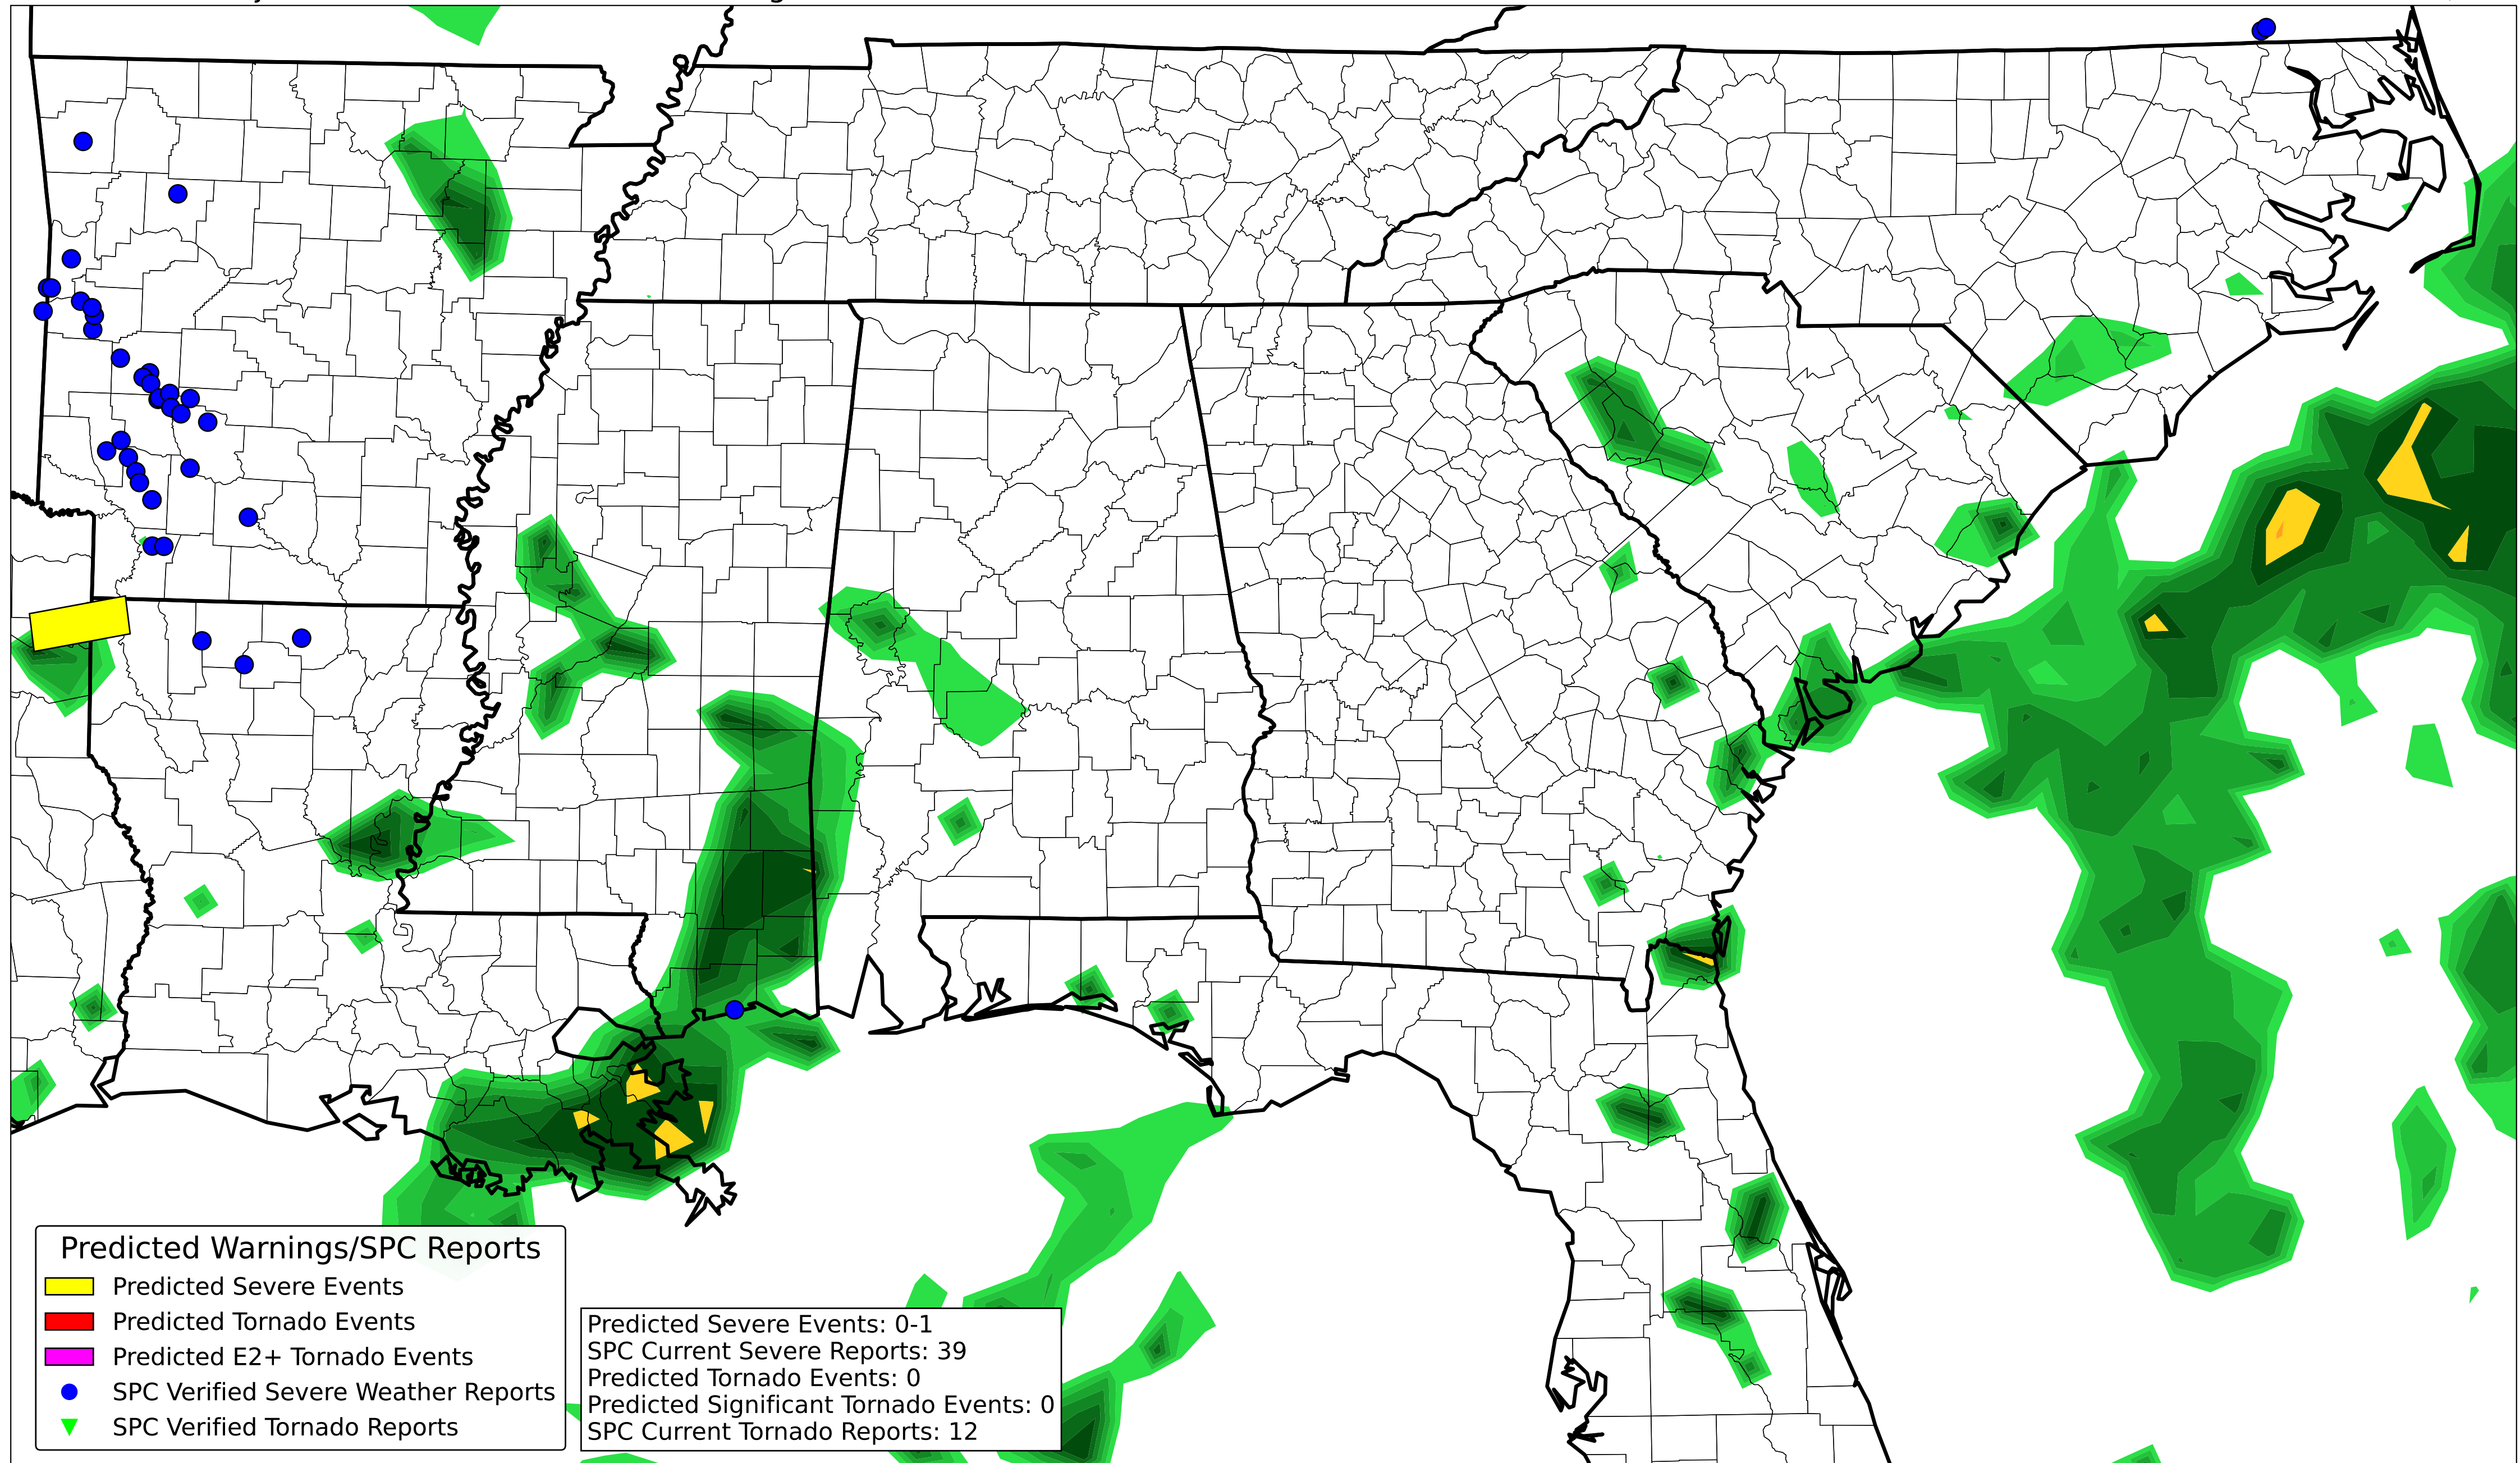 Predicted Warnings/SPC Reports
Predicted Severe Events
Predicted Tornado Events
Predicted E2+ Tornado Events
SPC Verified Severe Weather Reports
SPC Verified Tornado Reports
Predicted Severe Events: 0-1
SPC Current Severe Reports: 39
Predicted Tornado Events: 0
Predicted Significant Tornado Events: 0
SPC Current Tornado Reports: 12